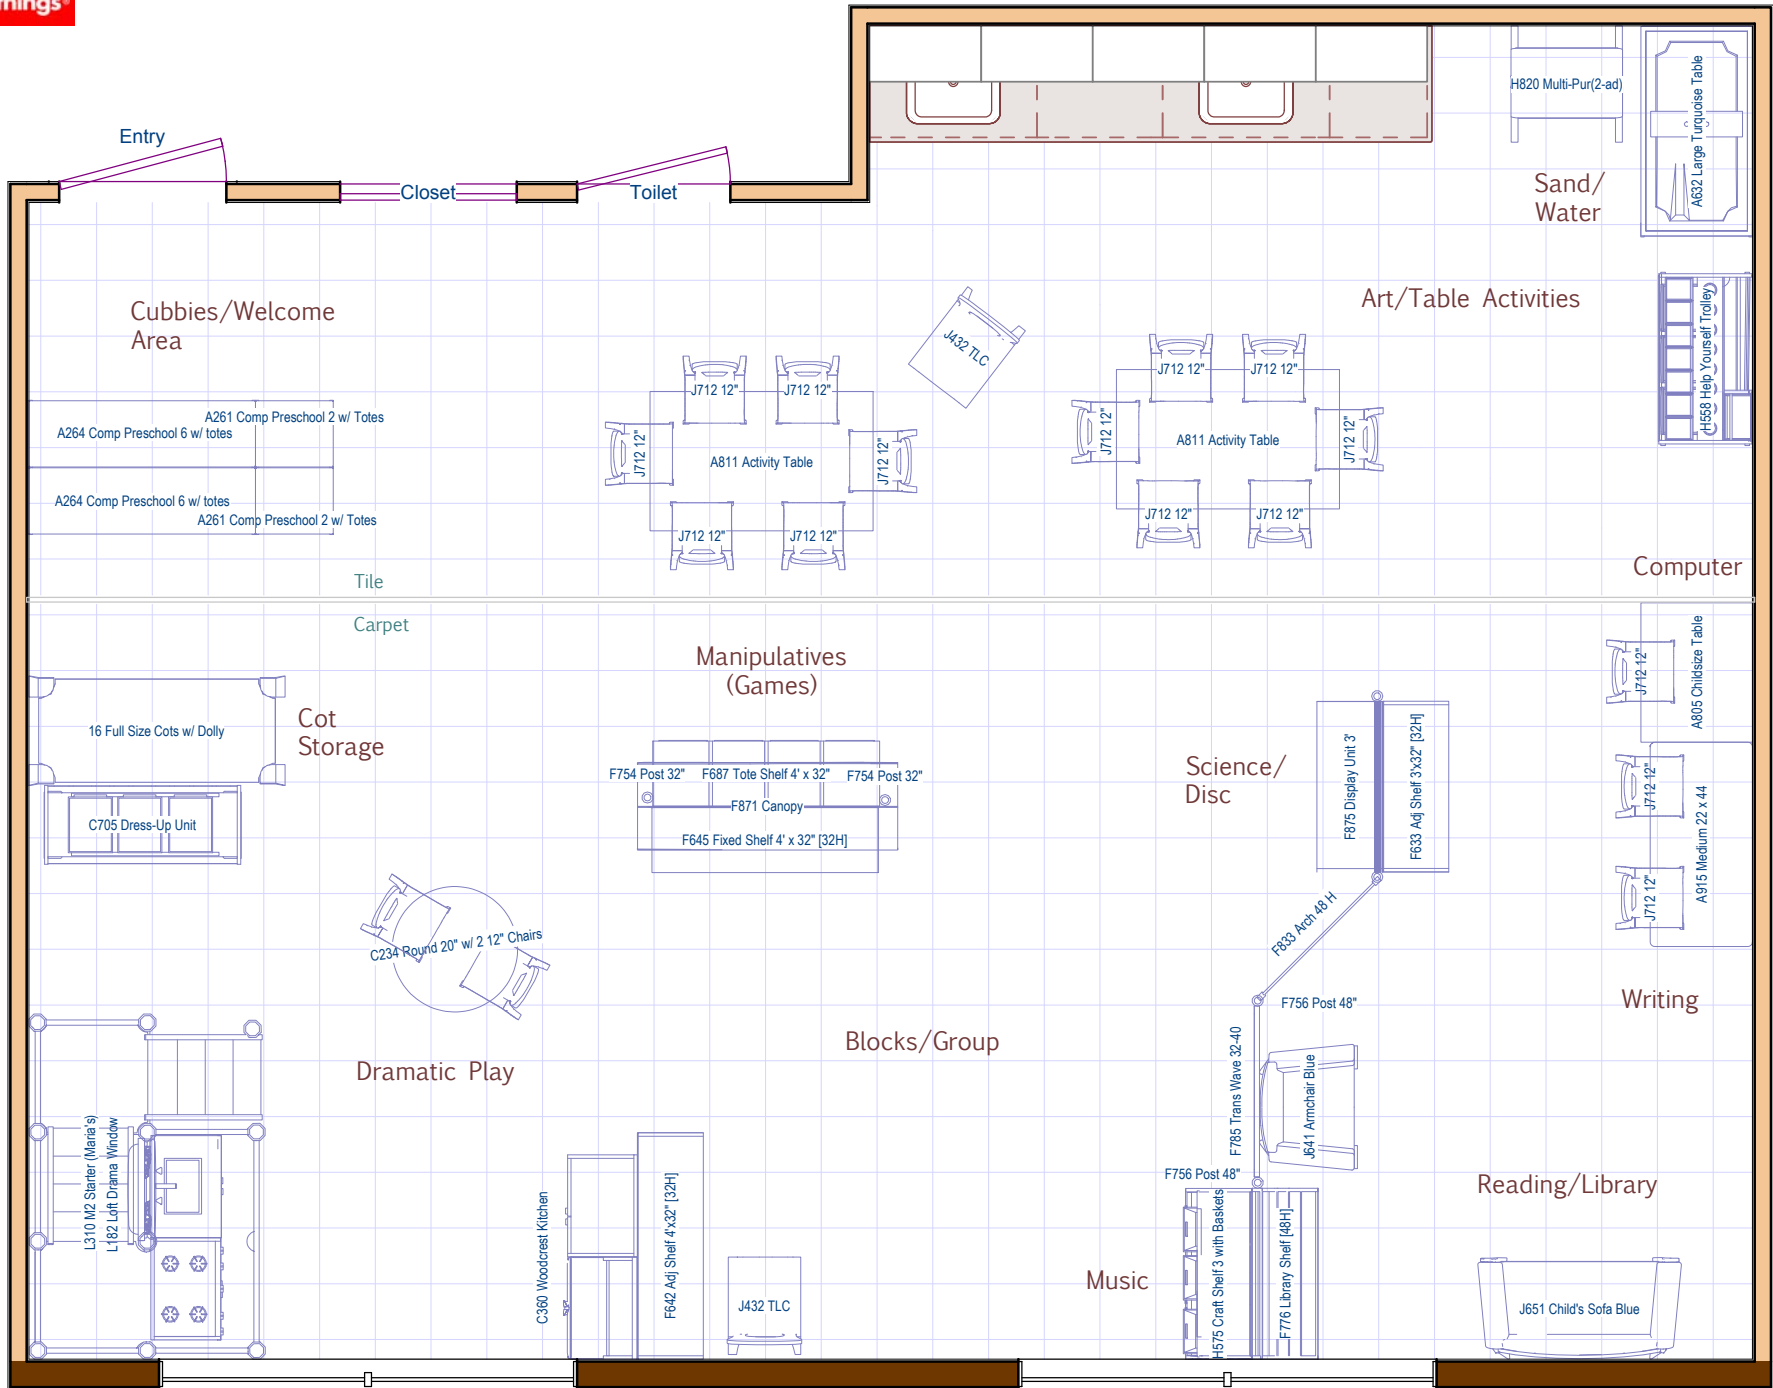 Entry
Closet
Toilet
H820 Multi-Pur(2-ad)
A632 Large Turquoise Table
Sand/
Water
Cubbies/Welcome
Area
Art/Table Activities
H558 Help Yourself Trolley
J432 TLC
J712 12"
J712 12"
J712 12"
J712 12"
A811 Activity Table
J712 12"
J712 12"
J712 12"
J712 12"
J712 12"
J712 12"
A811 Activity Table
J712 12"
J712 12"
J712 12"
A261 Comp Preschool 2 w/ Totes
A264 Comp Preschool 6 w/ totes
A264 Comp Preschool 6 w/ totes
A261 Comp Preschool 2 w/ Totes
Computer
Tile
Carpet
Manipulatives
(Games)
A805 Childsize Table
J712 12"
Cot
Storage
16 Full Size Cots w/ Dolly
C705 Dress-Up Unit
F754 Post 32"
F687 Tote Shelf 4' x 32"
F754 Post 32"
F871 Canopy
F645 Fixed Shelf 4' x 32" [32H]
Science/
Disc
F875 Display Unit 3'
F633 Adj Shelf 3'x32" [32H]
J712 12"
J712 12"
A915 Medium 22 x 44
F833 Arch 48 H
C234 Round 20" w/ 2 12" Chairs
F756 Post 48"
Writing
Blocks/Group
Dramatic Play
F785 Trans Wave 32-40
J641 Armchair Blue
F756 Post 48"
Reading/Library
L310 M2 Starter (Maria's)
L182 Loft Drama Window
C360 Woodcrest Kitchen
F642 Adj Shelf 4'x32" [32H]
J432 TLC
Music
H575 Craft Shelf 3 with Baskets
F776 Library Shelf [48H]
J651 Child's Sofa Blue